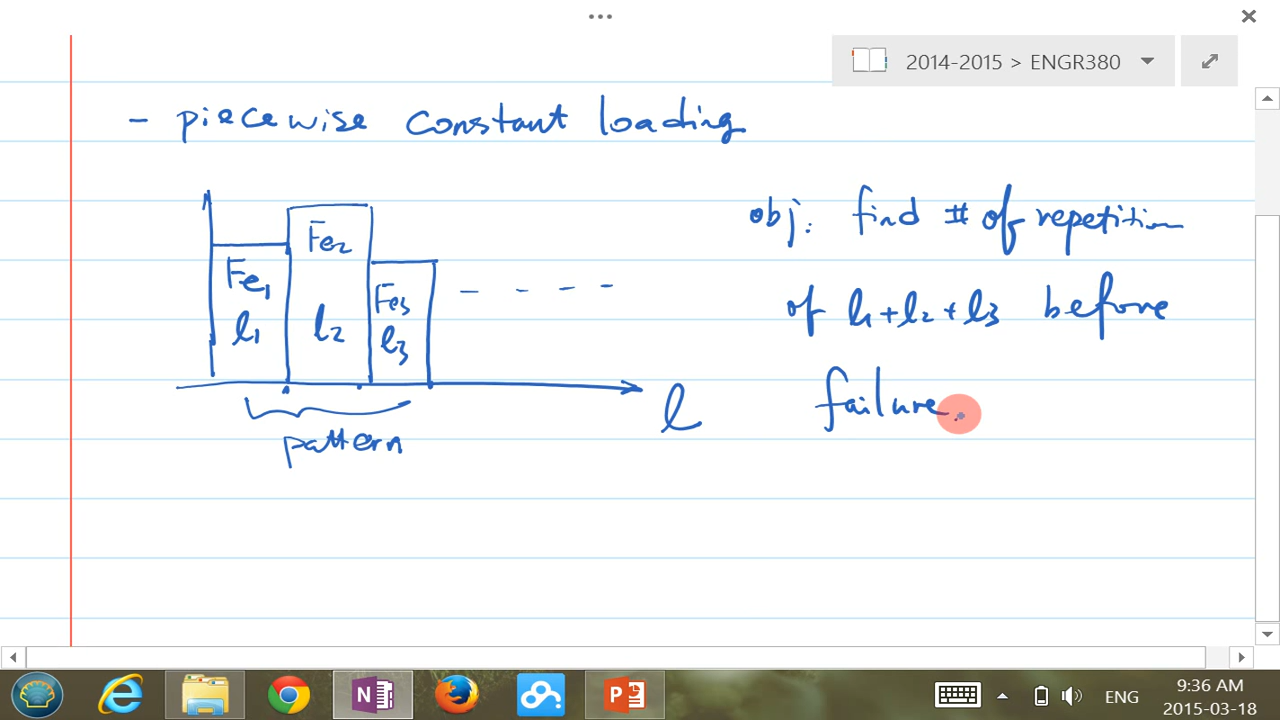 2014-2015 > ENGR380
- piecewise constant loading
Fe1
l1
Fe2
l2
Fe3
l3
l
pattern
obj: find # of repetition
of l1+l2+l3 before
failure.
N
P
ENG
9:36 AM
2015-03-18